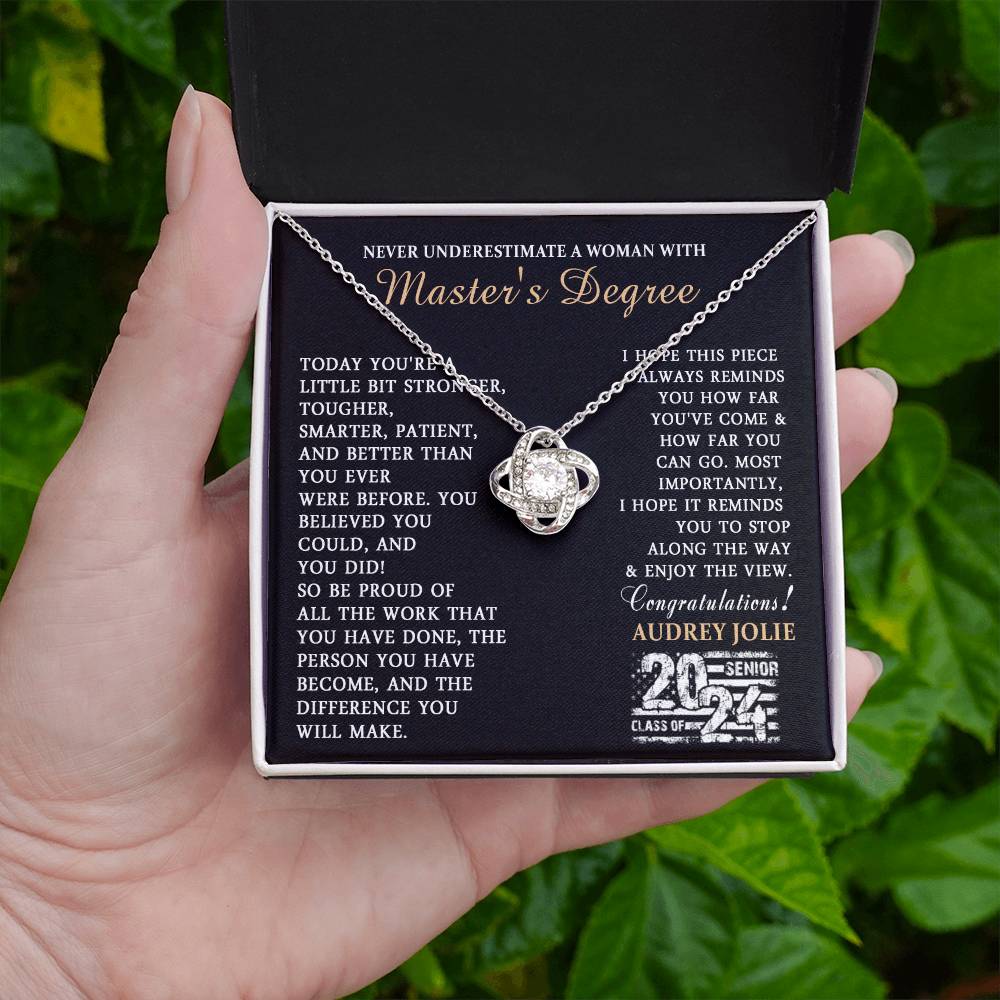 NEVER UNDERESTIMATE A WOMAN WITH
Master's Degree
TODAY YOU'RE A
LITTLE BIT STRONGER,
TOUGHER,
SMARTER, PATIENT,
AND BETTER THAN
YOU EVER
WERE BEFORE. YOU
BELIEVED YOU
COULD, AND
YOU DID!
SO BE PROUD OF
ALL THE WORK THAT
YOU HAVE DONE, THE
PERSON YOU HAVE
BECOME, AND THE
DIFFERENCE YOU
WILL MAKE.
I HOPE THIS PIECE
ALWAYS REMINDS
YOU HOW FAR
YOU'VE COME &
HOW FAR YOU
CAN GO. MOST
IMPORTANTLY,
I HOPE IT REMINDS
YOU TO STOP
ALONG THE WAY
& ENJOY THE VIEW.
Congratulations!
AUDREY JOLIE
SENIOR
CLASS OF
2024